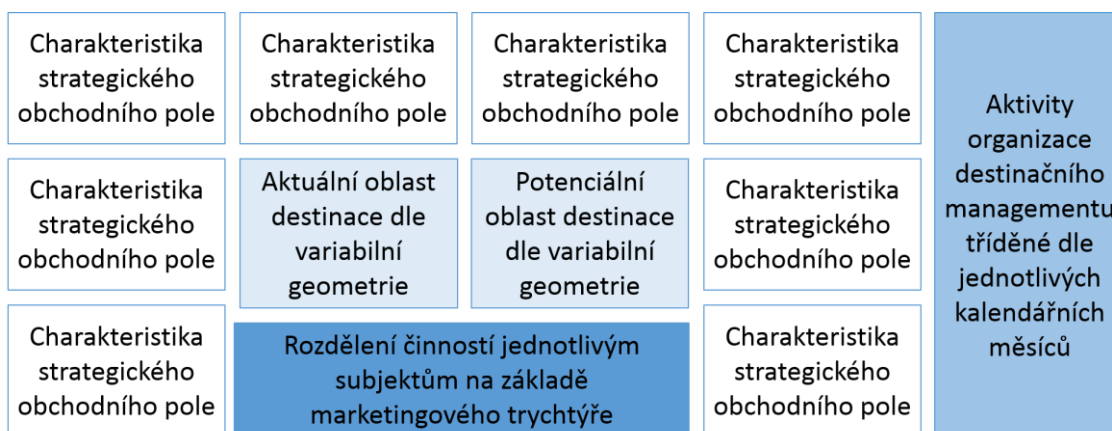 Charakteristika
strategického
obchodního pole
Charakteristika
strategického
obchodního pole
Charakteristika
strategického
obchodního pole
Charakteristika
strategického
obchodního pole
Aktivity
organizace
destinačního
managementu
tříděné dle
jednotlivých
kalendářních
měsíců
Charakteristika
strategického
obchodního pole
Aktuální oblast
destinace dle
variabilní
geometrie
Potenciální
oblast destinace
dle variabilní
geometrie
Charakteristika
strategického
obchodního pole
Charakteristika
strategického
obchodního pole
Rozdělení činností jednotlivým
subjektům na základě
marketingového trychtýře
Charakteristika
strategického
obchodního pole